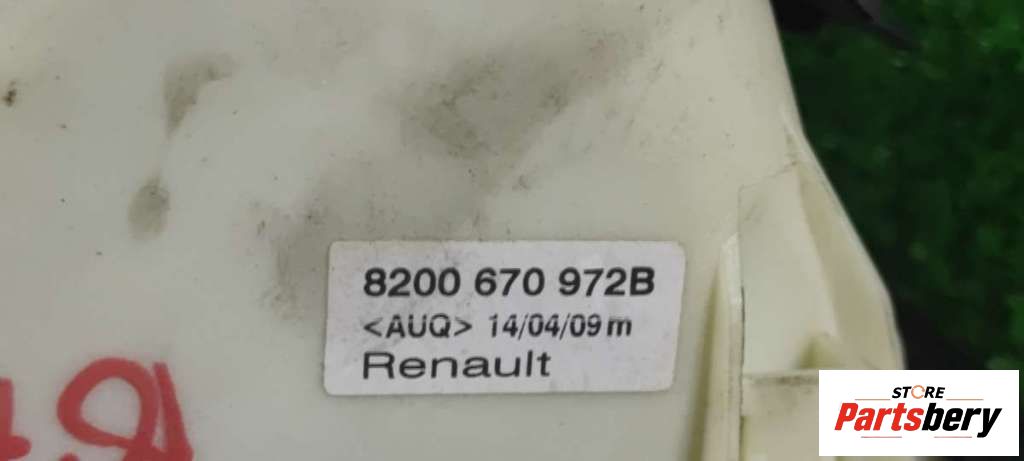 8200 670 972B
<AUQ> 14/04/09 m
Renault
STORE
Partsbery